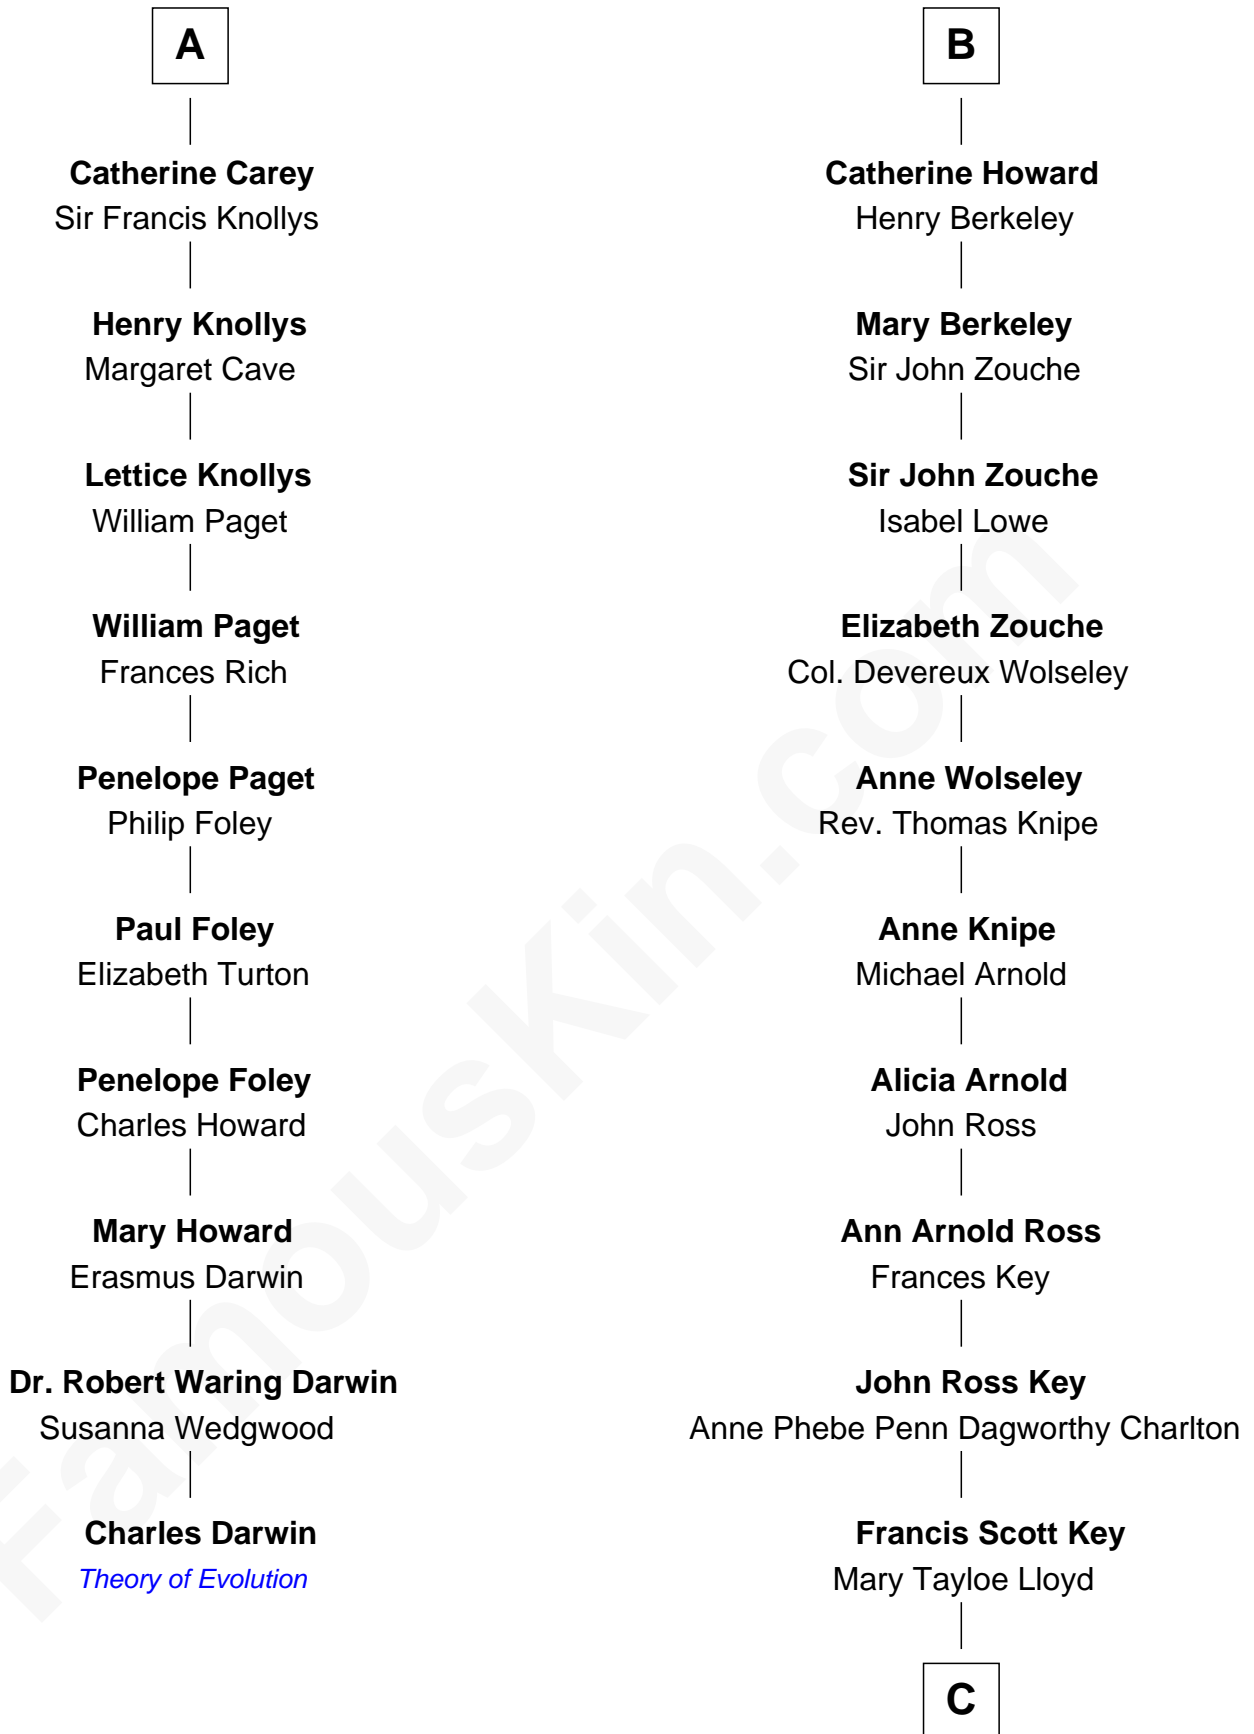 A
Catherine Carey
Sir Francis Knollys
Henry Knollys
Margaret Cave
Lettice Knollys
William Paget
William Paget
Frances Rich
Penelope Paget
Philip Foley
Paul Foley
Elizabeth Turton
Penelope Foley
Charles Howard
Mary Howard
Erasmus Darwin
Dr. Robert Waring Darwin
Susanna Wedgwood
Charles Darwin
Theory of Evolution
B
Catherine Howard
Henry Berkeley
Mary Berkeley
Sir John Zouche
Sir John Zouche
Isabel Lowe
Elizabeth Zouche
Col. Devereux Wolseley
Anne Wolseley
Rev. Thomas Knipe
Anne Knipe
Michael Arnold
Alicia Arnold
John Ross
Ann Arnold Ross
Frances Key
John Ross Key
Anne Phebe Penn Dagworthy Charlton
Francis Scott Key
Mary Tayloe Lloyd
C
FamousKin.com